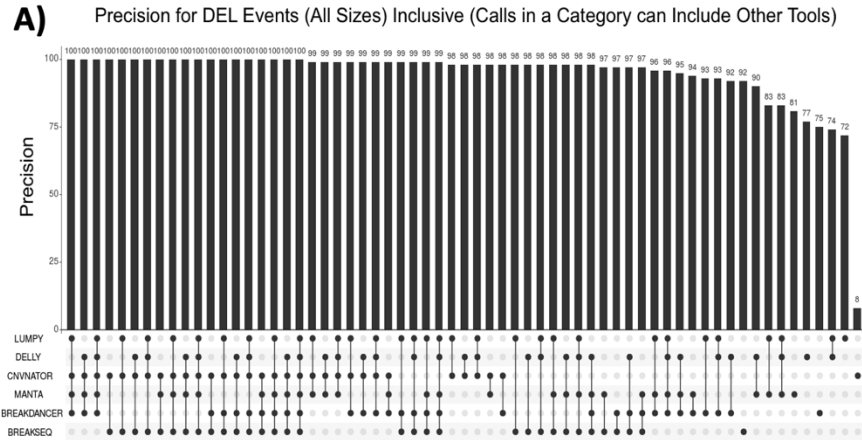 A)
Precision for DEL Events (All Sizes) Inclusive (Calls in a Category can Include Other Tools)
100 100 100 100 100 100 100 100 100 100 100 100 100 100 100 100 100 100 100 99 99 99 99 99 99 99 99 99 99 99 98 98 98 98 98 98 98 98 98 98 98 98 97 97 97 97 96 96 95 94 93 93 92 92 90 83 83 81 77 75 74 72 8
Precision
100
75
50
25
0
LUMPY
DELLY
CNVNATOR
MANTA
BREAKDANCER
BREAKSEQ